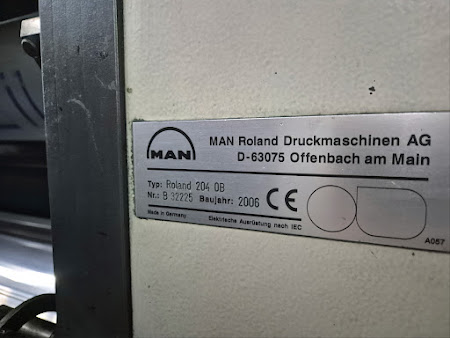 MAN
MAN Roland Druckmaschinen AG
D-63075 Offenbach am Main
Typ: Roland 204 OB
Nr.: B 32225 Baujahr: 2006 CE
Made in Germany
Elektrische Ausrüstung nach IEC
A087